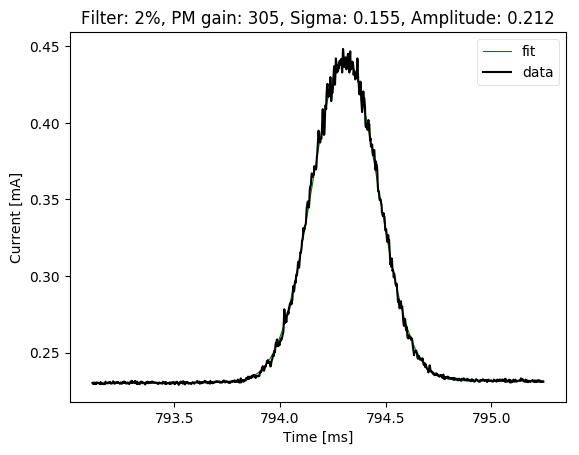 Filter: 2%, PM gain: 305, Sigma: 0.155, Amplitude: 0.212
fit
data
Current [mA]
0.45
0.40
0.35
0.30
0.25
793.5
794.0
794.5
795.0
Time [ms]